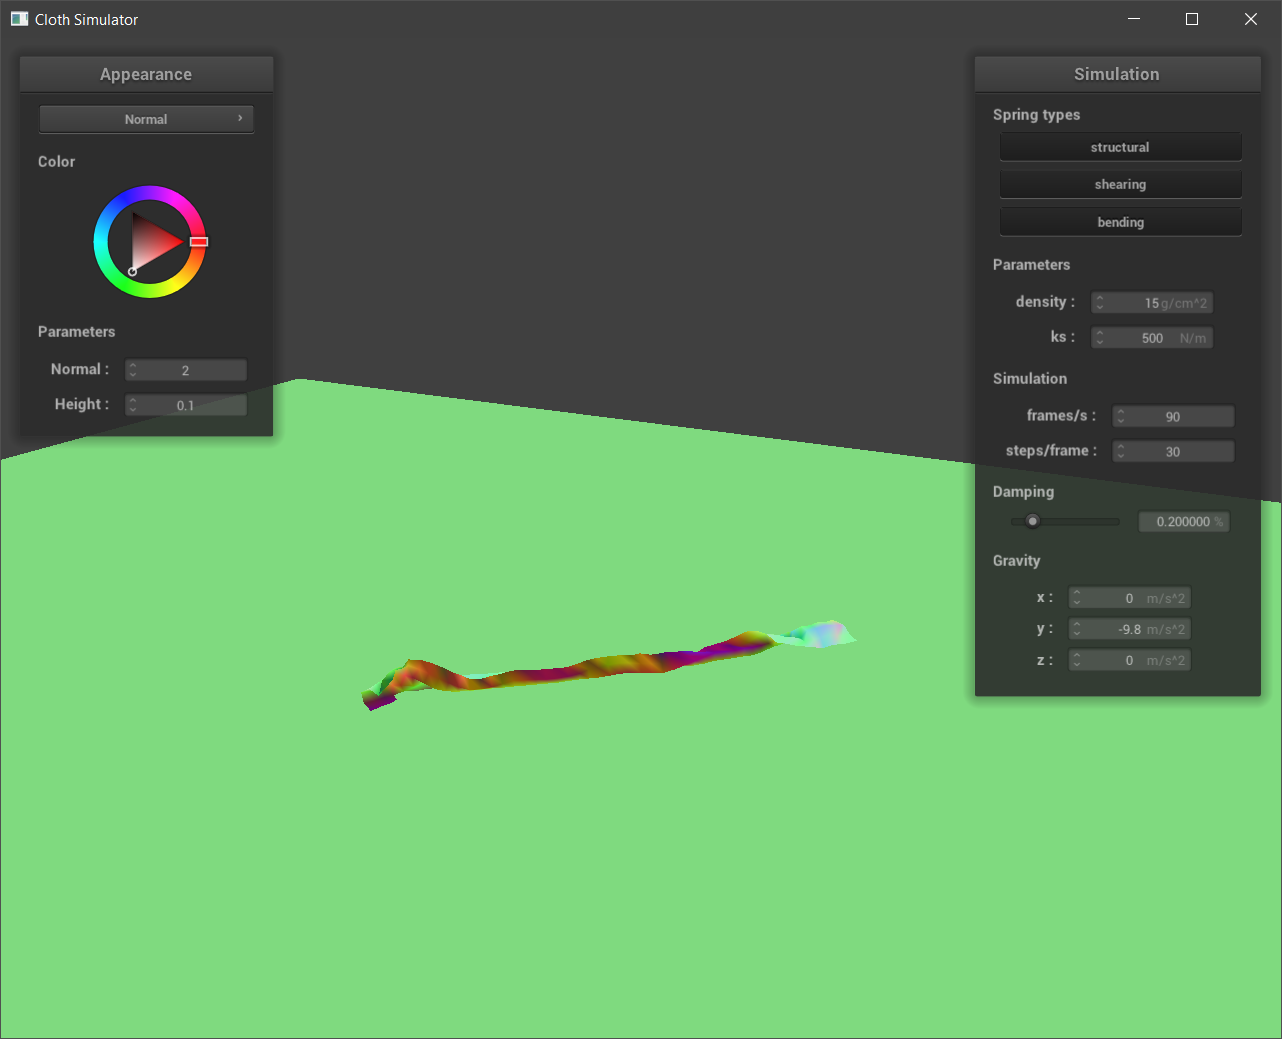 Cloth Simulator
Appearance
Normal
Color
Parameters
Normal : 2
Height : 0.1
Simulation
Spring types
structural
shearing
bending
Parameters
density : 15 g/cm^2
ks : 500 N/m
Simulation
frames/s : 90
steps/frame : 30
Damping
0.200000 %
Gravity
x : 0 m/s^2
y : -9.8 m/s^2
z : 0 m/s^2